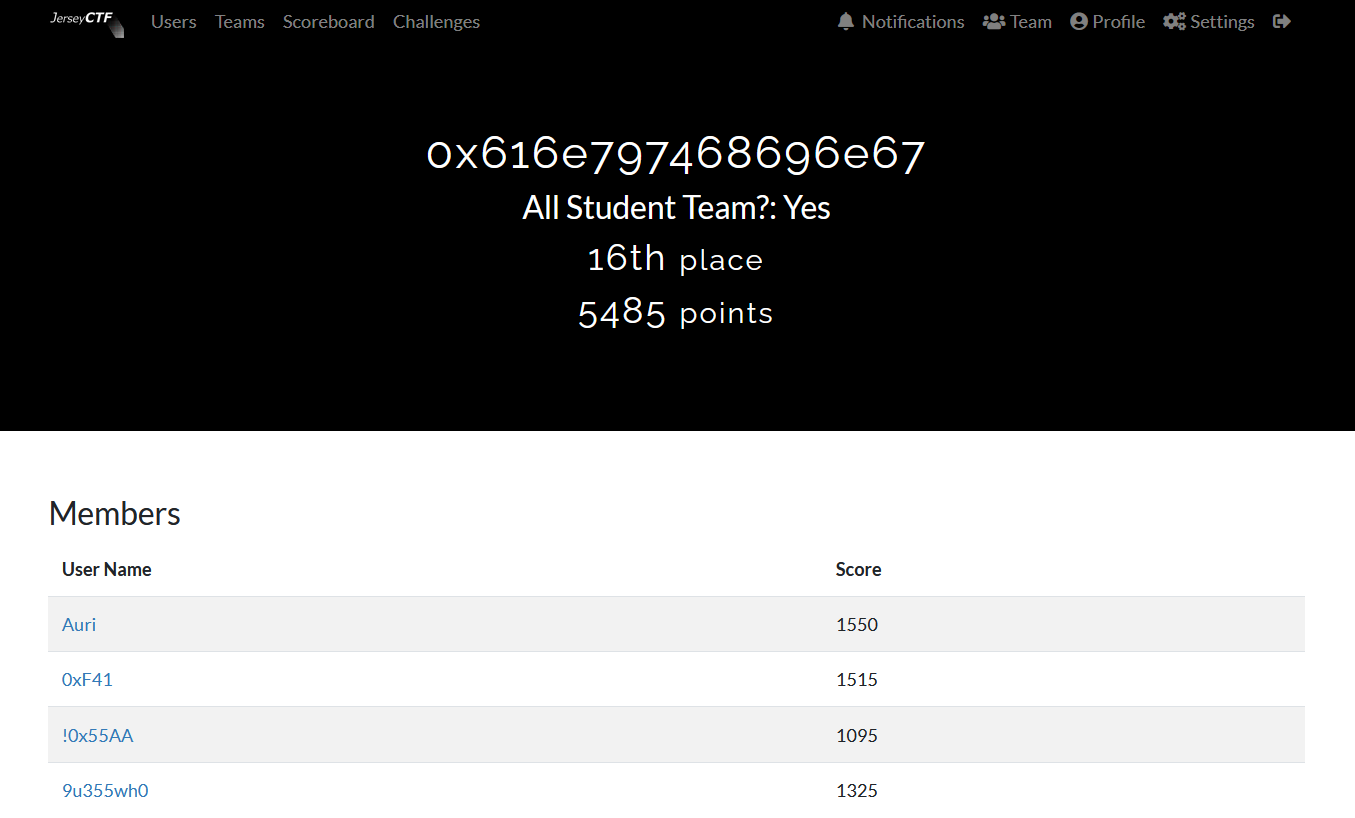 JerseyCTF Users Teams Scoreboard Challenges Notifications Team Profile Settings
0x616e797468696e67
All Student Team?: Yes
16th place
5485 points
Members
User Name Score
Auri 1550
0xF41 1515
!0x55AA 1095
9u355wh0 1325